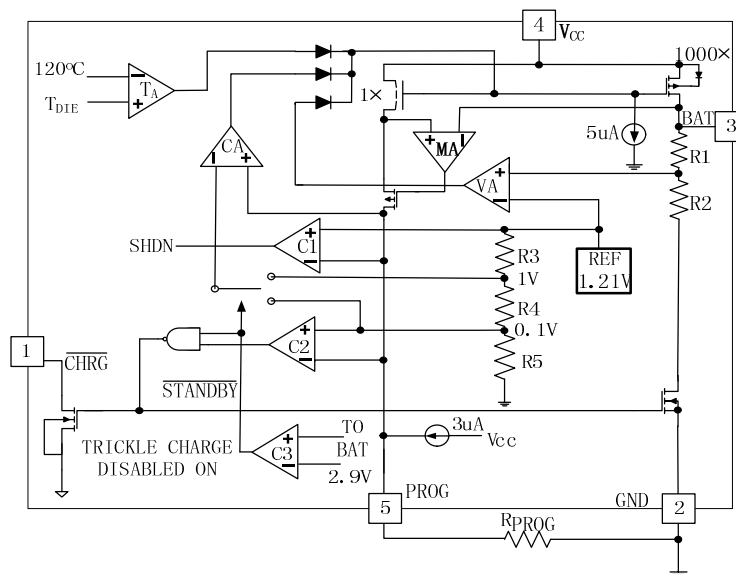 4
VCC
120℃
TA
TDIE
1×
1000×
5uA
BAT
3
MA
CA
R1
VA
R2
SHDN
C1
R3
REF
1.21V
1V
R4
0.1V
C2
R5
1
CHRG
STANDBY
TRICKLE CHARGE
DISABLED ON
C3
TO
BAT
2.9V
3uA
Vcc
5
PROG
GND
2
RPROG